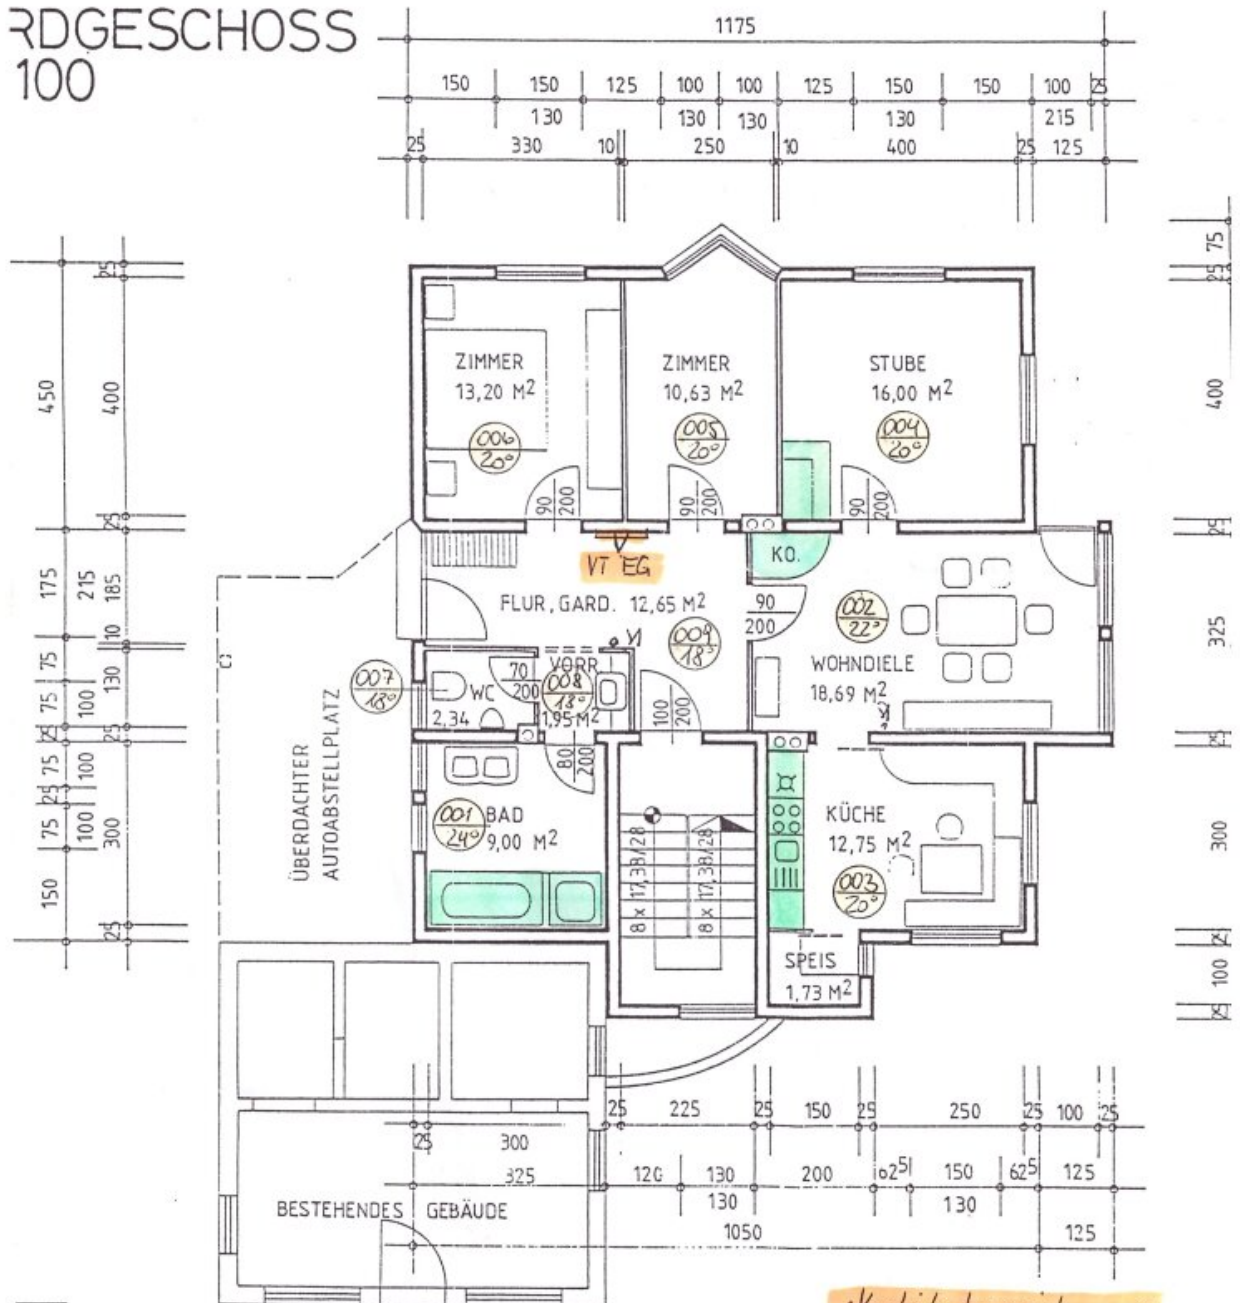 RDGESCHOSS
100
1175
150 150 125 100 100 125 150 150 100 25
130 130 130 130 215
25 330 10 250 10 400 25 125
75
25
400
25
325
25
300
25
100
25
450
175
75
75
25
75
25
75
150
215
100
100
100
25
400
25
185
10
130
25
300
25
ZIMMER
13,20 M²
006
20°
90
200
ZIMMER
10,63 M²
005
20°
90
200
STUBE
16,00 M²
004
20°
90
200
VT EG
KO.
FLUR, GARD. 12,65 M²
009
18°
90
200
002
22°
WOHNDIELE
18,69 M²
007
18°
WC
2,34
70
200
VORR.
008
18°
1,95 M²
100
200
80
200
ÜBERDACHTER
AUTOABSTELLPLATZ
001
24°
BAD
9,00 M²
8 x 17,38/28
8 x 17,38/28
KÜCHE
12,75 M²
003
20°
SPEIS
1,73 M²
25 225 25 150 25 250 25 100 25
25 300
325 120 130 200 62⁵ 150 62⁵ 125
130 130
BESTEHENDES GEBÄUDE
1050 125